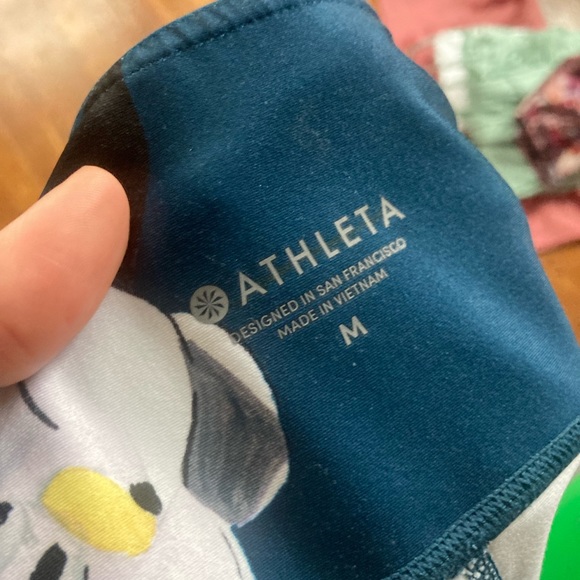 ATHLETA
DESIGNED IN SAN FRANCISCO
MADE IN VIETNAM
M